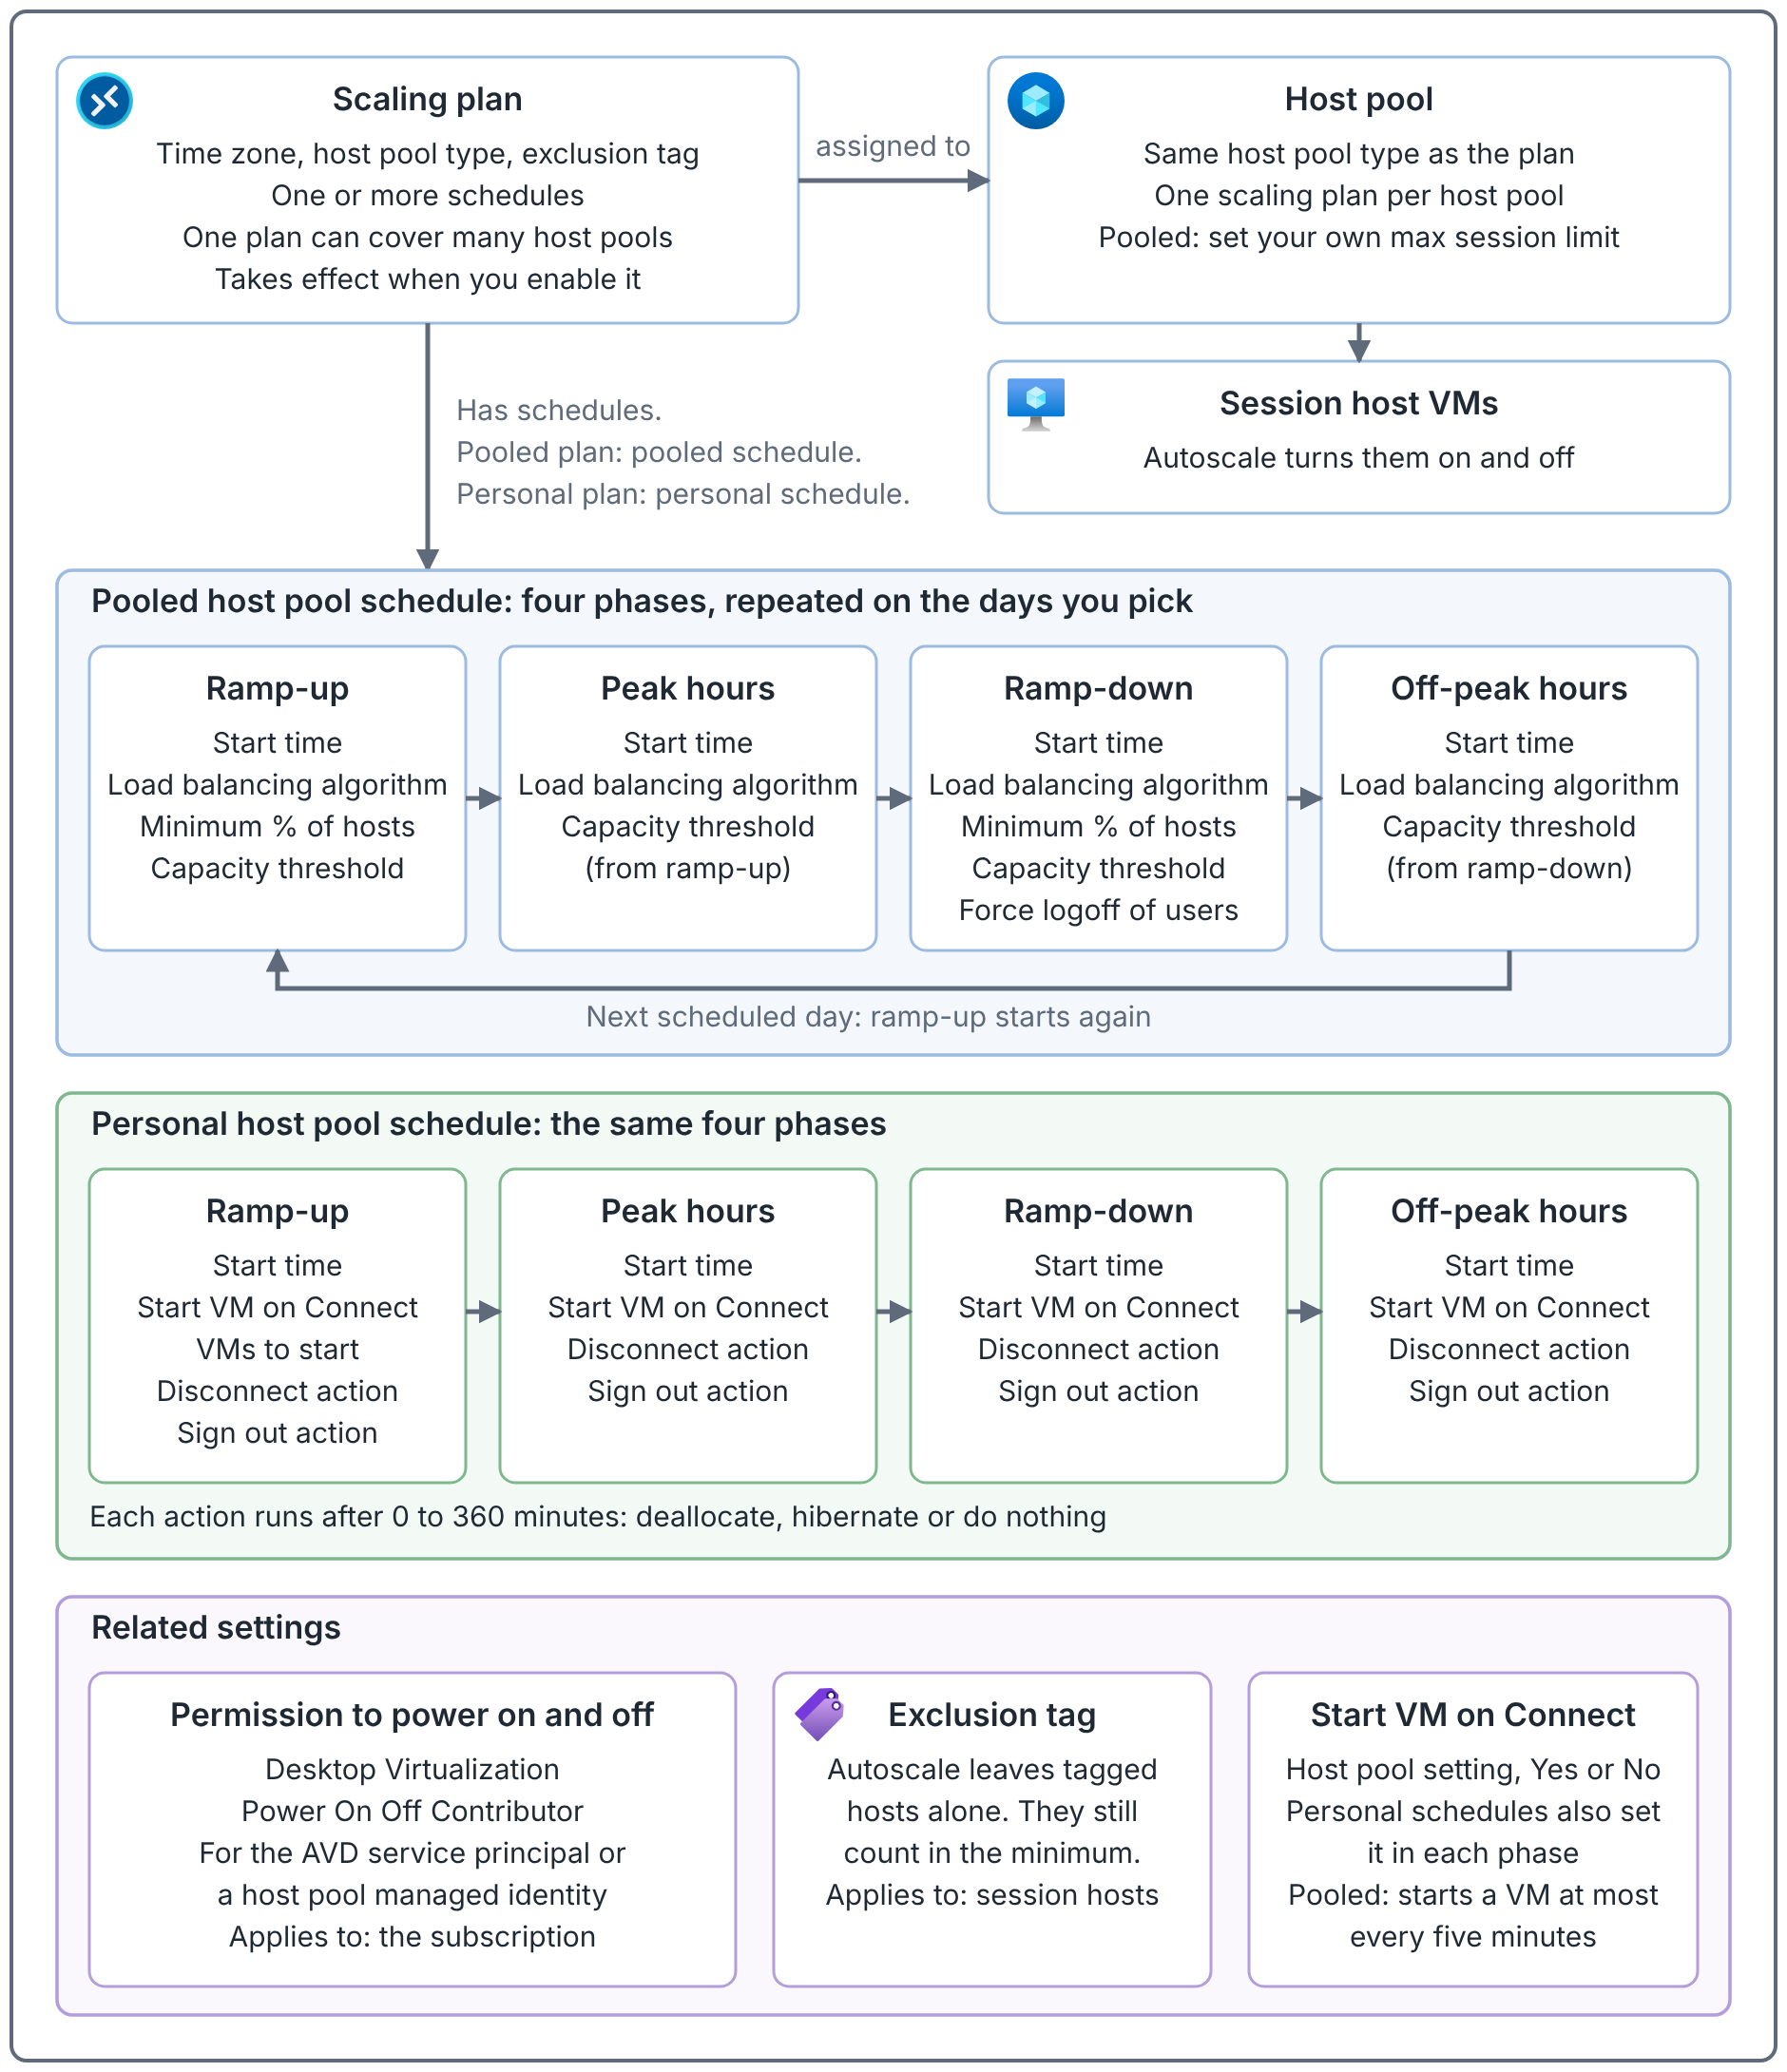 Scaling plan
Time zone, host pool type, exclusion tag
One or more schedules
One plan can cover many host pools
Takes effect when you enable it
assigned to
Host pool
Same host pool type as the plan
One scaling plan per host pool
Pooled: set your own max session limit
Session host VMs
Autoscale turns them on and off
Has schedules.
Pooled plan: pooled schedule.
Personal plan: personal schedule.
Pooled host pool schedule: four phases, repeated on the days you pick
Ramp-up
Start time
Load balancing algorithm
Minimum % of hosts
Capacity threshold
Peak hours
Start time
Load balancing algorithm
Capacity threshold
(from ramp-up)
Ramp-down
Start time
Load balancing algorithm
Minimum % of hosts
Capacity threshold
Force logoff of users
Off-peak hours
Start time
Load balancing algorithm
Capacity threshold
(from ramp-down)
Next scheduled day: ramp-up starts again
Personal host pool schedule: the same four phases
Ramp-up
Start time
Start VM on Connect
VMs to start
Disconnect action
Sign out action
Peak hours
Start time
Start VM on Connect
Disconnect action
Sign out action
Ramp-down
Start time
Start VM on Connect
Disconnect action
Sign out action
Off-peak hours
Start time
Start VM on Connect
Disconnect action
Sign out action
Each action runs after 0 to 360 minutes: deallocate, hibernate or do nothing
Related settings
Permission to power on and off
Desktop Virtualization
Power On Off Contributor
For the AVD service principal or
a host pool managed identity
Applies to: the subscription
Exclusion tag
Autoscale leaves tagged
hosts alone. They still
count in the minimum.
Applies to: session hosts
Start VM on Connect
Host pool setting, Yes or No
Personal schedules also set
it in each phase
Pooled: starts a VM at most
every five minutes